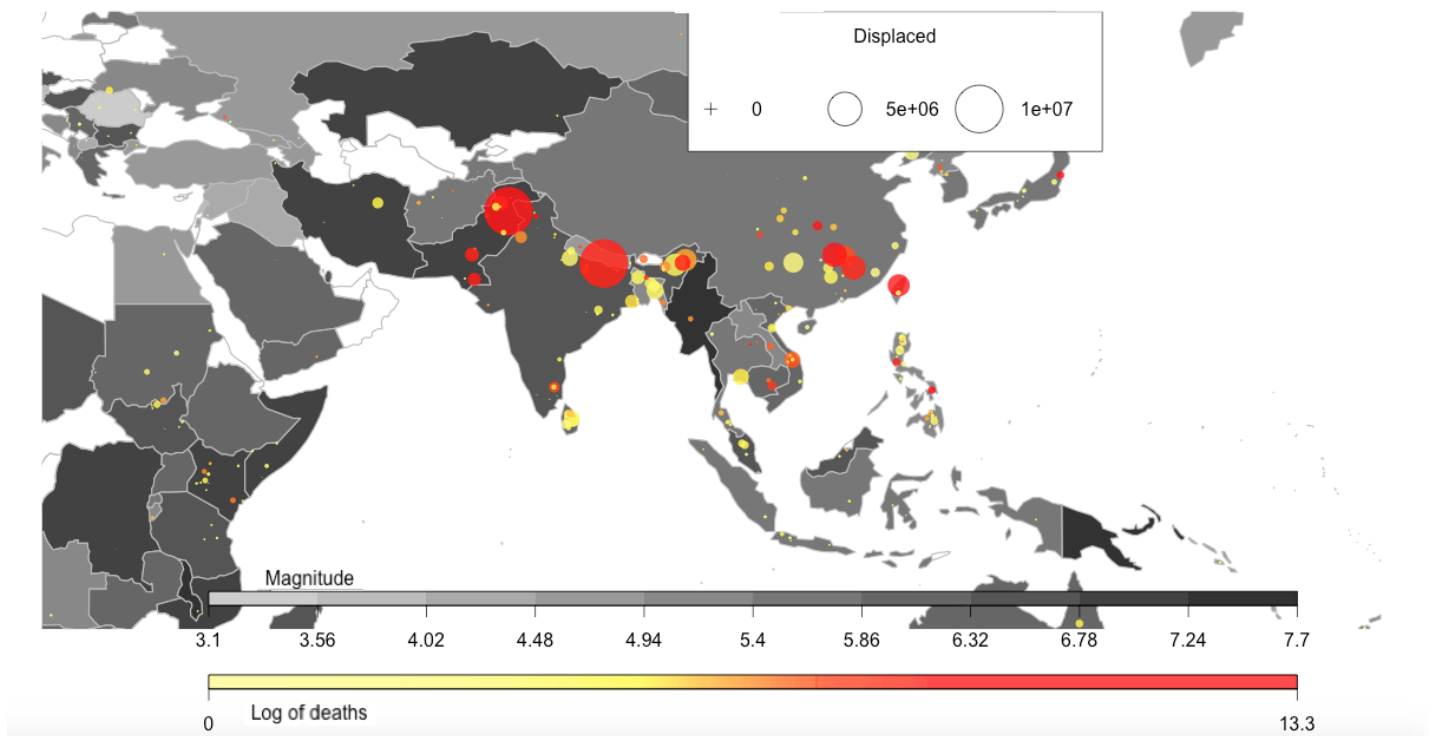 Displaced
0 5e+06 1e+07
Magnitude
3.1 3.56 4.02 4.48 4.94 5.4 5.86 6.32 6.78 7.24 7.7
0 Log of deaths 13.3